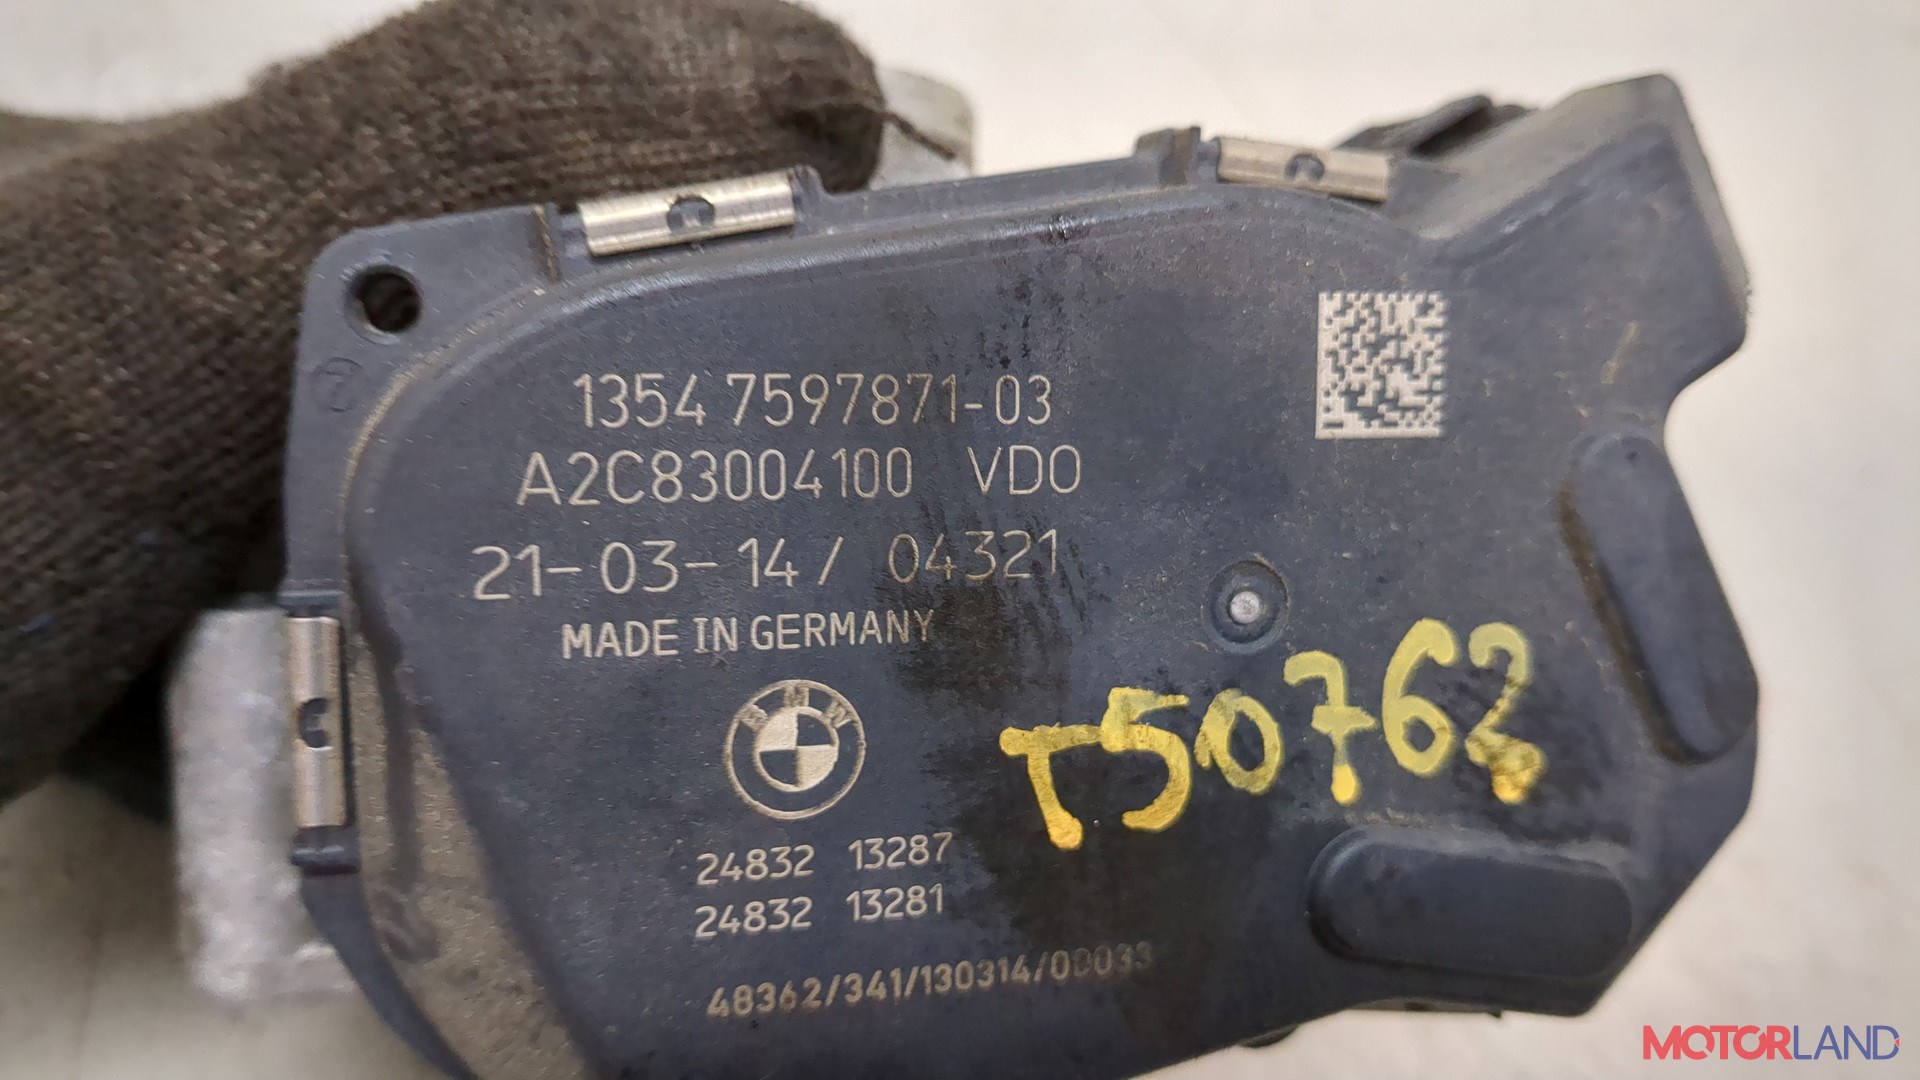 1354 7597871-03
A2C83004100 VDO
21-03-14/ 04321
MADE IN GERMANY
BMW
T50762
24832 13287
24832 13281
48362/341/130314/00033
MOTORLAND